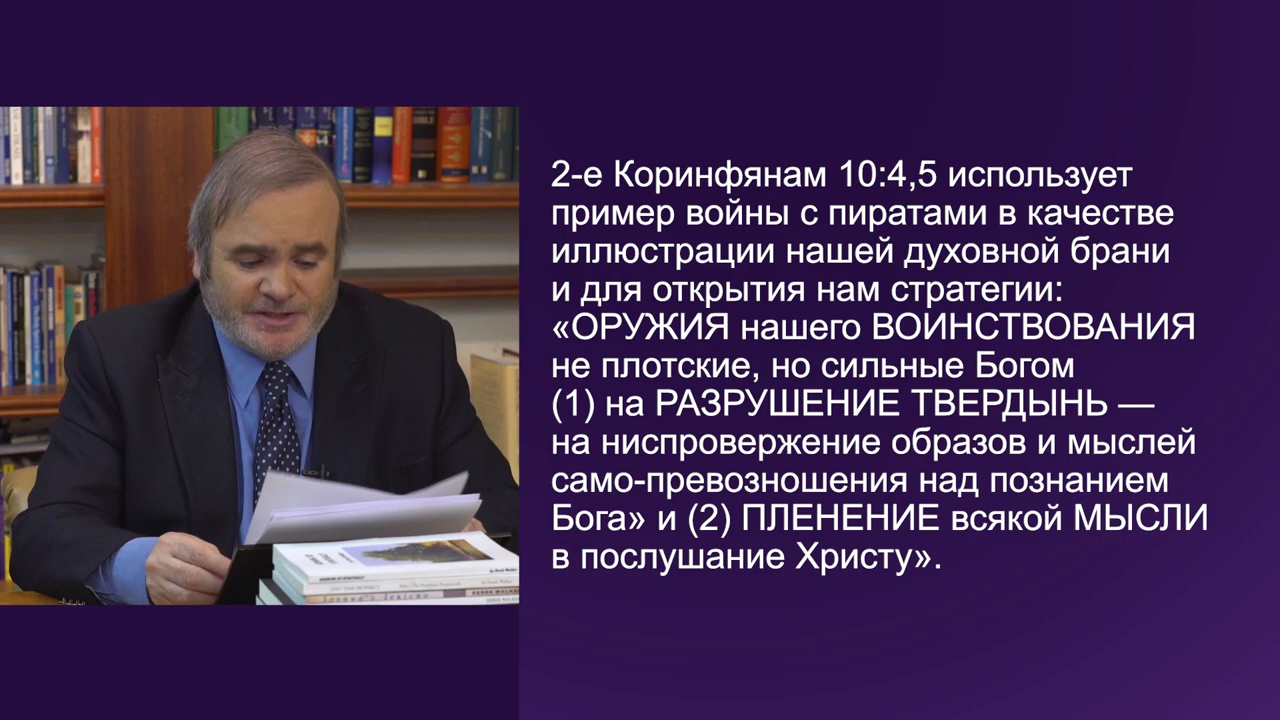 2-е Коринфянам 10:4,5 использует
пример войны с пиратами в качестве
иллюстрации нашей духовной брани
и для открытия нам стратегии:
«ОРУЖИЯ нашего ВОИНСТВОВАНИЯ
не плотские, но сильные Богом
(1) на РАЗРУШЕНИЕ ТВЕРДЫНЬ —
на ниспровержение образов и мыслей
само-превозношения над познанием
Бога» и (2) ПЛЕНЕНИЕ всякой МЫСЛИ
в послушание Христу».